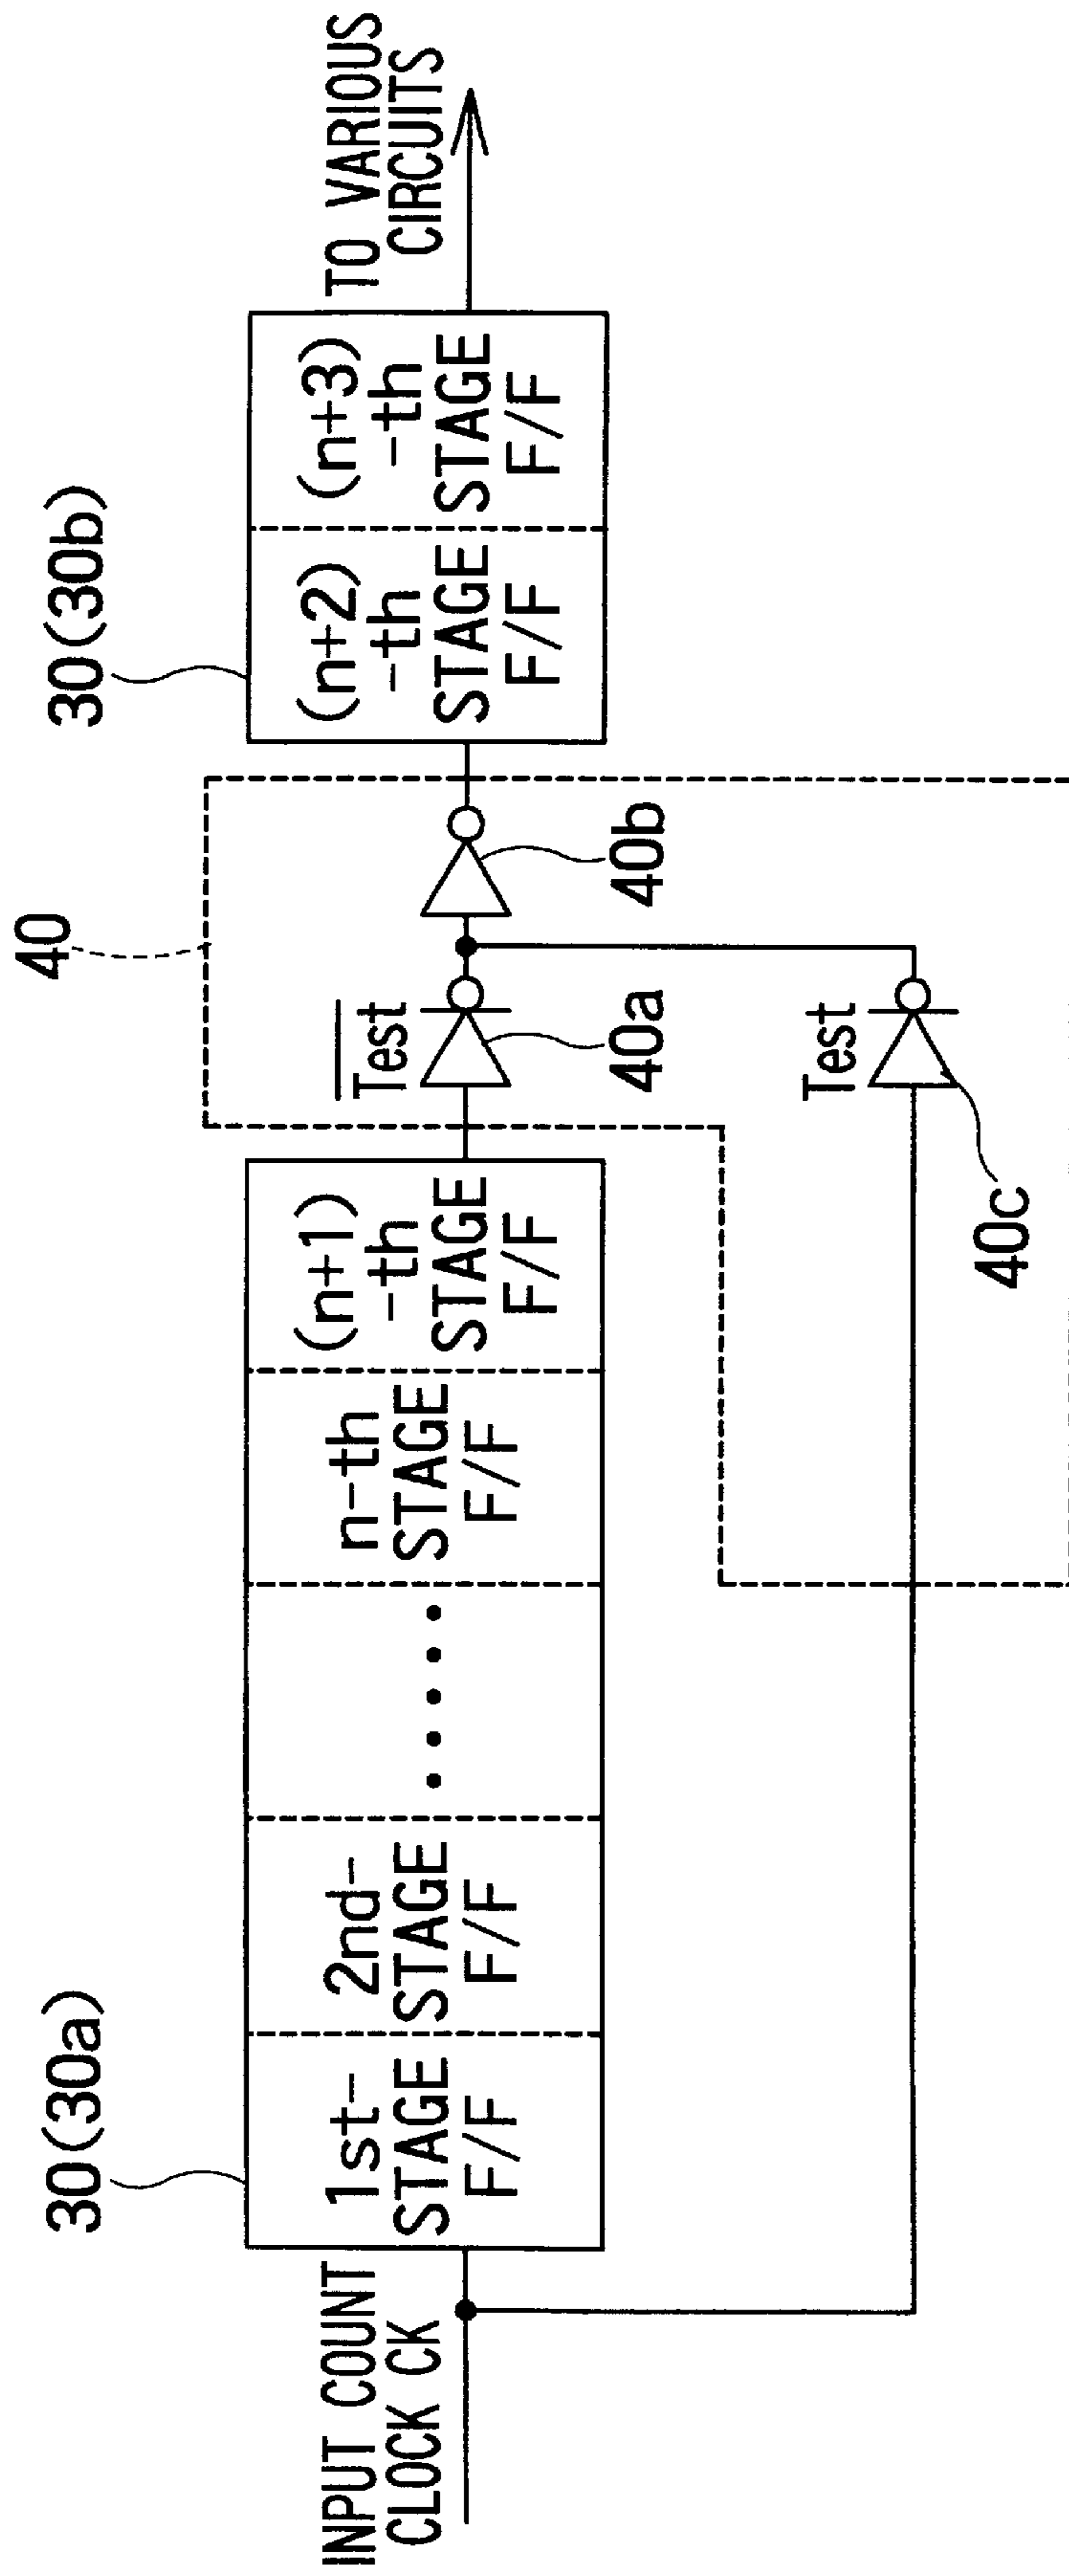 30(30a)
30(30b)
40
INPUT COUNT
CLOCK CK
1st-
STAGE
F/F
2nd-
STAGE
F/F
n-th
STAGE
F/F
(n+1)
-th
STAGE
F/F
Test
40a
40b
(n+2)
-th
STAGE
F/F
(n+3)
-th
STAGE
F/F
TO VARIOUS
CIRCUITS
Test
40c